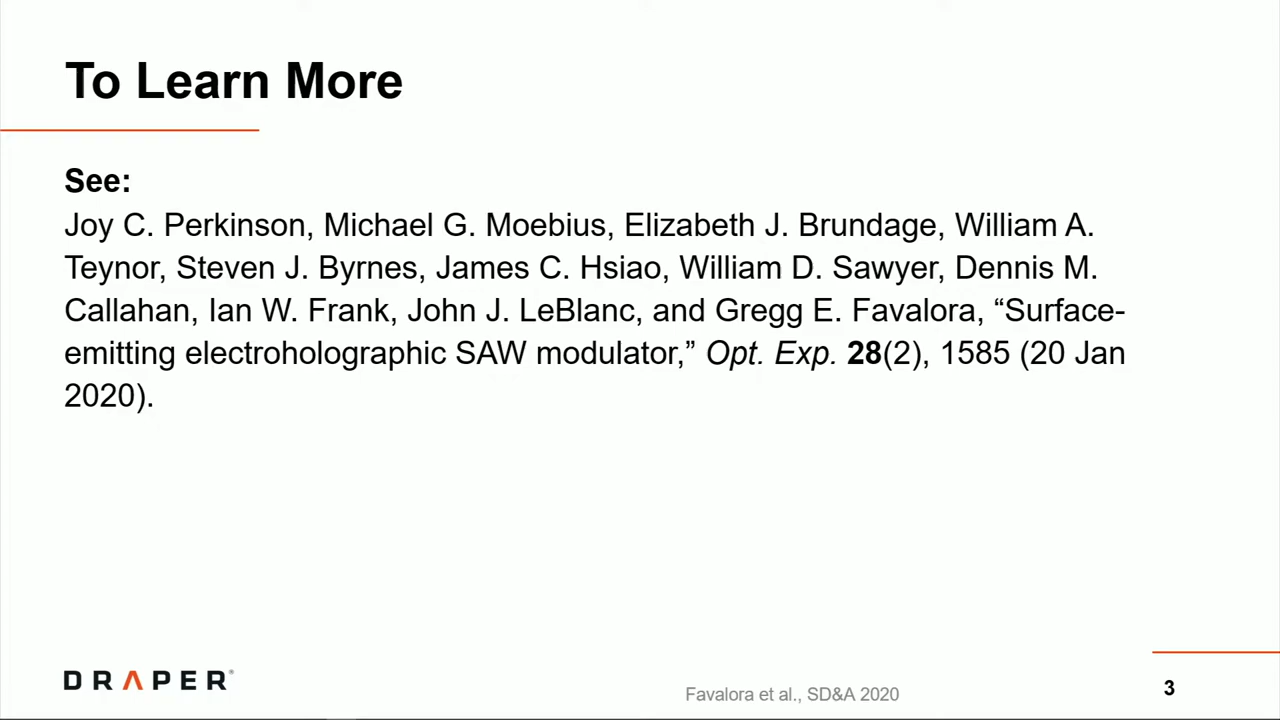 To Learn More
See:
Joy C. Perkinson, Michael G. Moebius, Elizabeth J. Brundage, William A.
Teynor, Steven J. Byrnes, James C. Hsiao, William D. Sawyer, Dennis M.
Callahan, Ian W. Frank, John J. LeBlanc, and Gregg E. Favalora, “Surface-
emitting electroholographic SAW modulator,” Opt. Exp. 28(2), 1585 (20 Jan
2020).
DRAPER®
Favalora et al., SD&A 2020
3